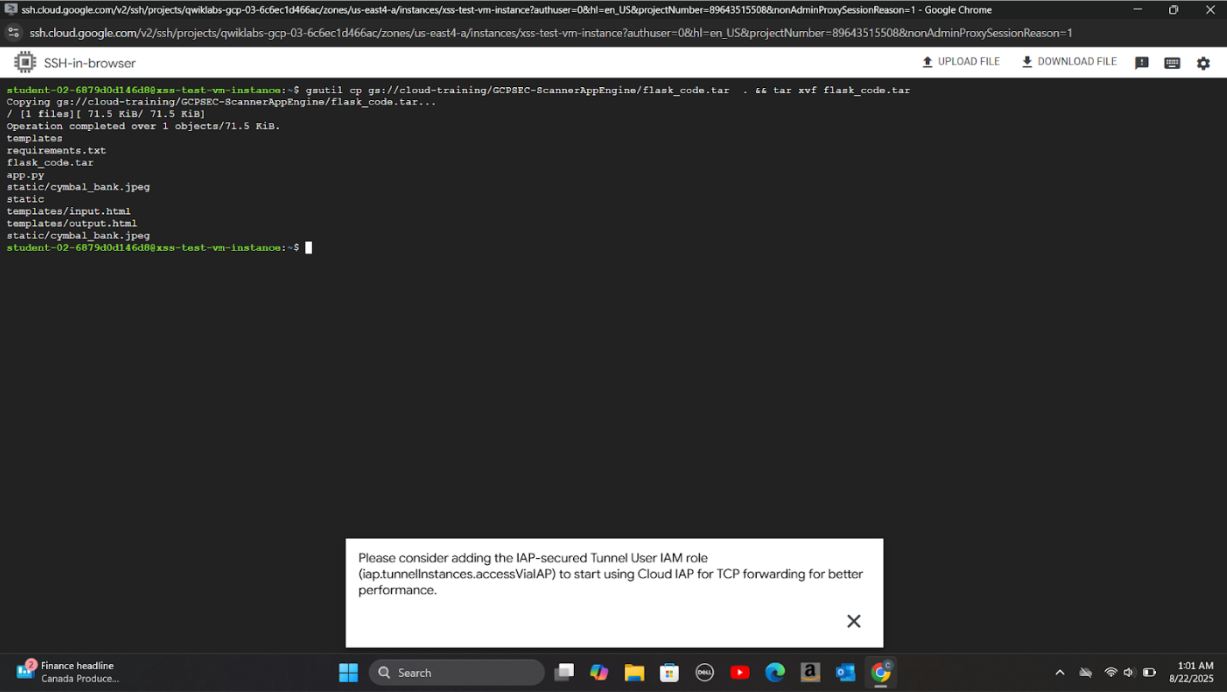 ssh.cloud.google.com/v2/ssh/projects/qwiklabs-gcp-03-6c6ec1d466ac/zones/us-east4-a/instances/xss-test-vm-instance?authuser=0&hl=en_US&projectNumber=89643515508&nonAdminProxySessionReason=1 - Google Chrome
ssh.cloud.google.com/v2/ssh/projects/qwiklabs-gcp-03-6c6ec1d466ac/zones/us-east4-a/instances/xss-test-vm-instance?authuser=0&hl=en_US&projectNumber=89643515508&nonAdminProxySessionReason=1
SSH-in-browser
UPLOAD FILE
DOWNLOAD FILE
student-02-6879d0d146d8@xss-test-vm-instance:~$ gsutil cp gs://cloud-training/GCPSEC-ScannerAppEngine/flask_code.tar . && tar xvf flask_code.tar
Copying gs://cloud-training/GCPSEC-ScannerAppEngine/flask_code.tar...
/ [1 files][ 71.5 KiB/ 71.5 KiB]
Operation completed over 1 objects/71.5 KiB.
templates
requirements.txt
flask_code.tar
app.py
static/cymbal_bank.jpeg
static
templates/input.html
templates/output.html
static/cymbal_bank.jpeg
student-02-6879d0d146d8@xss-test-vm-instance:~$
Please consider adding the IAP-secured Tunnel User IAM role
(iap.tunnelInstances.accessViaIAP) to start using Cloud IAP for TCP forwarding for better
performance.
2
Finance headline
Canada Produce...
Search
DELL
a
C
1:01 AM
8/22/2025